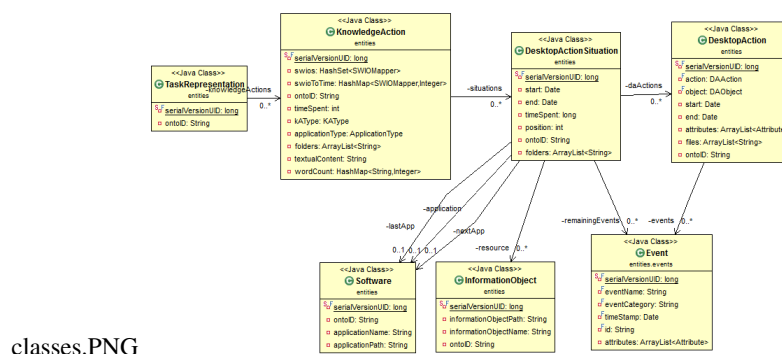 <<Java Class>>
TaskRepresentation
entities
serialVersionUID: long
ontoID: String
-knowledgeActions
0..*
<<Java Class>>
KnowledgeAction
entities
serialVersionUID: long
swios: HashSet<SWIOMapper>
swioToTime: HashMap<SWIOMapper,Integer>
ontoID: String
timeSpent: int
kAType: KAType
applicationType: ApplicationType
folders: ArrayList<String>
textualContent: String
wordCount: HashMap<String,Integer>
-situations
0..*
<<Java Class>>
DesktopActionSituation
entities
serialVersionUID: long
start: Date
end: Date
timeSpent: long
position: int
ontoID: String
folders: ArrayList<String>
-daActions
0..*
<<Java Class>>
DesktopAction
entities
serialVersionUID: long
action: DAAction
object: DAObject
start: Date
end: Date
attributes: ArrayList<Attribute
files: ArrayList<String>
ontoID: String
-application
-lastApp
-nextApp
0..1
0..1
0..1
-resource
0..*
-remainingEvents
0..*
-events
0..*
<<Java Class>>
Software
entities
serialVersionUID: long
ontoID: String
applicationName: String
applicationPath: String
<<Java Class>>
InformationObject
entities
serialVersionUID: long
informationObjectPath: String
informationObjectName: String
ontoID: String
<<Java Class>>
Event
entities.events
serialVersionUID: long
eventName: String
eventCategory: String
timeStamp: Date
id: String
attributes: ArrayList<Attribute>
classes.PNG